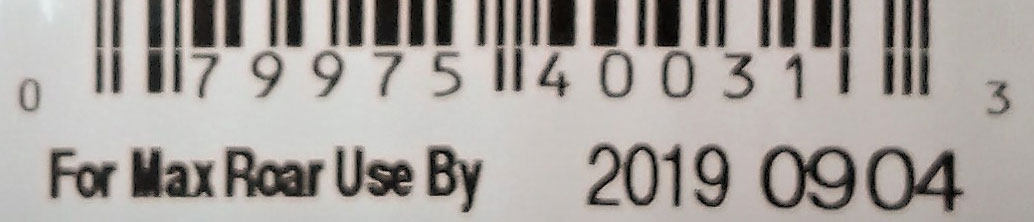 0 79975 40031 3
For Max Roar Use By 2019 0904